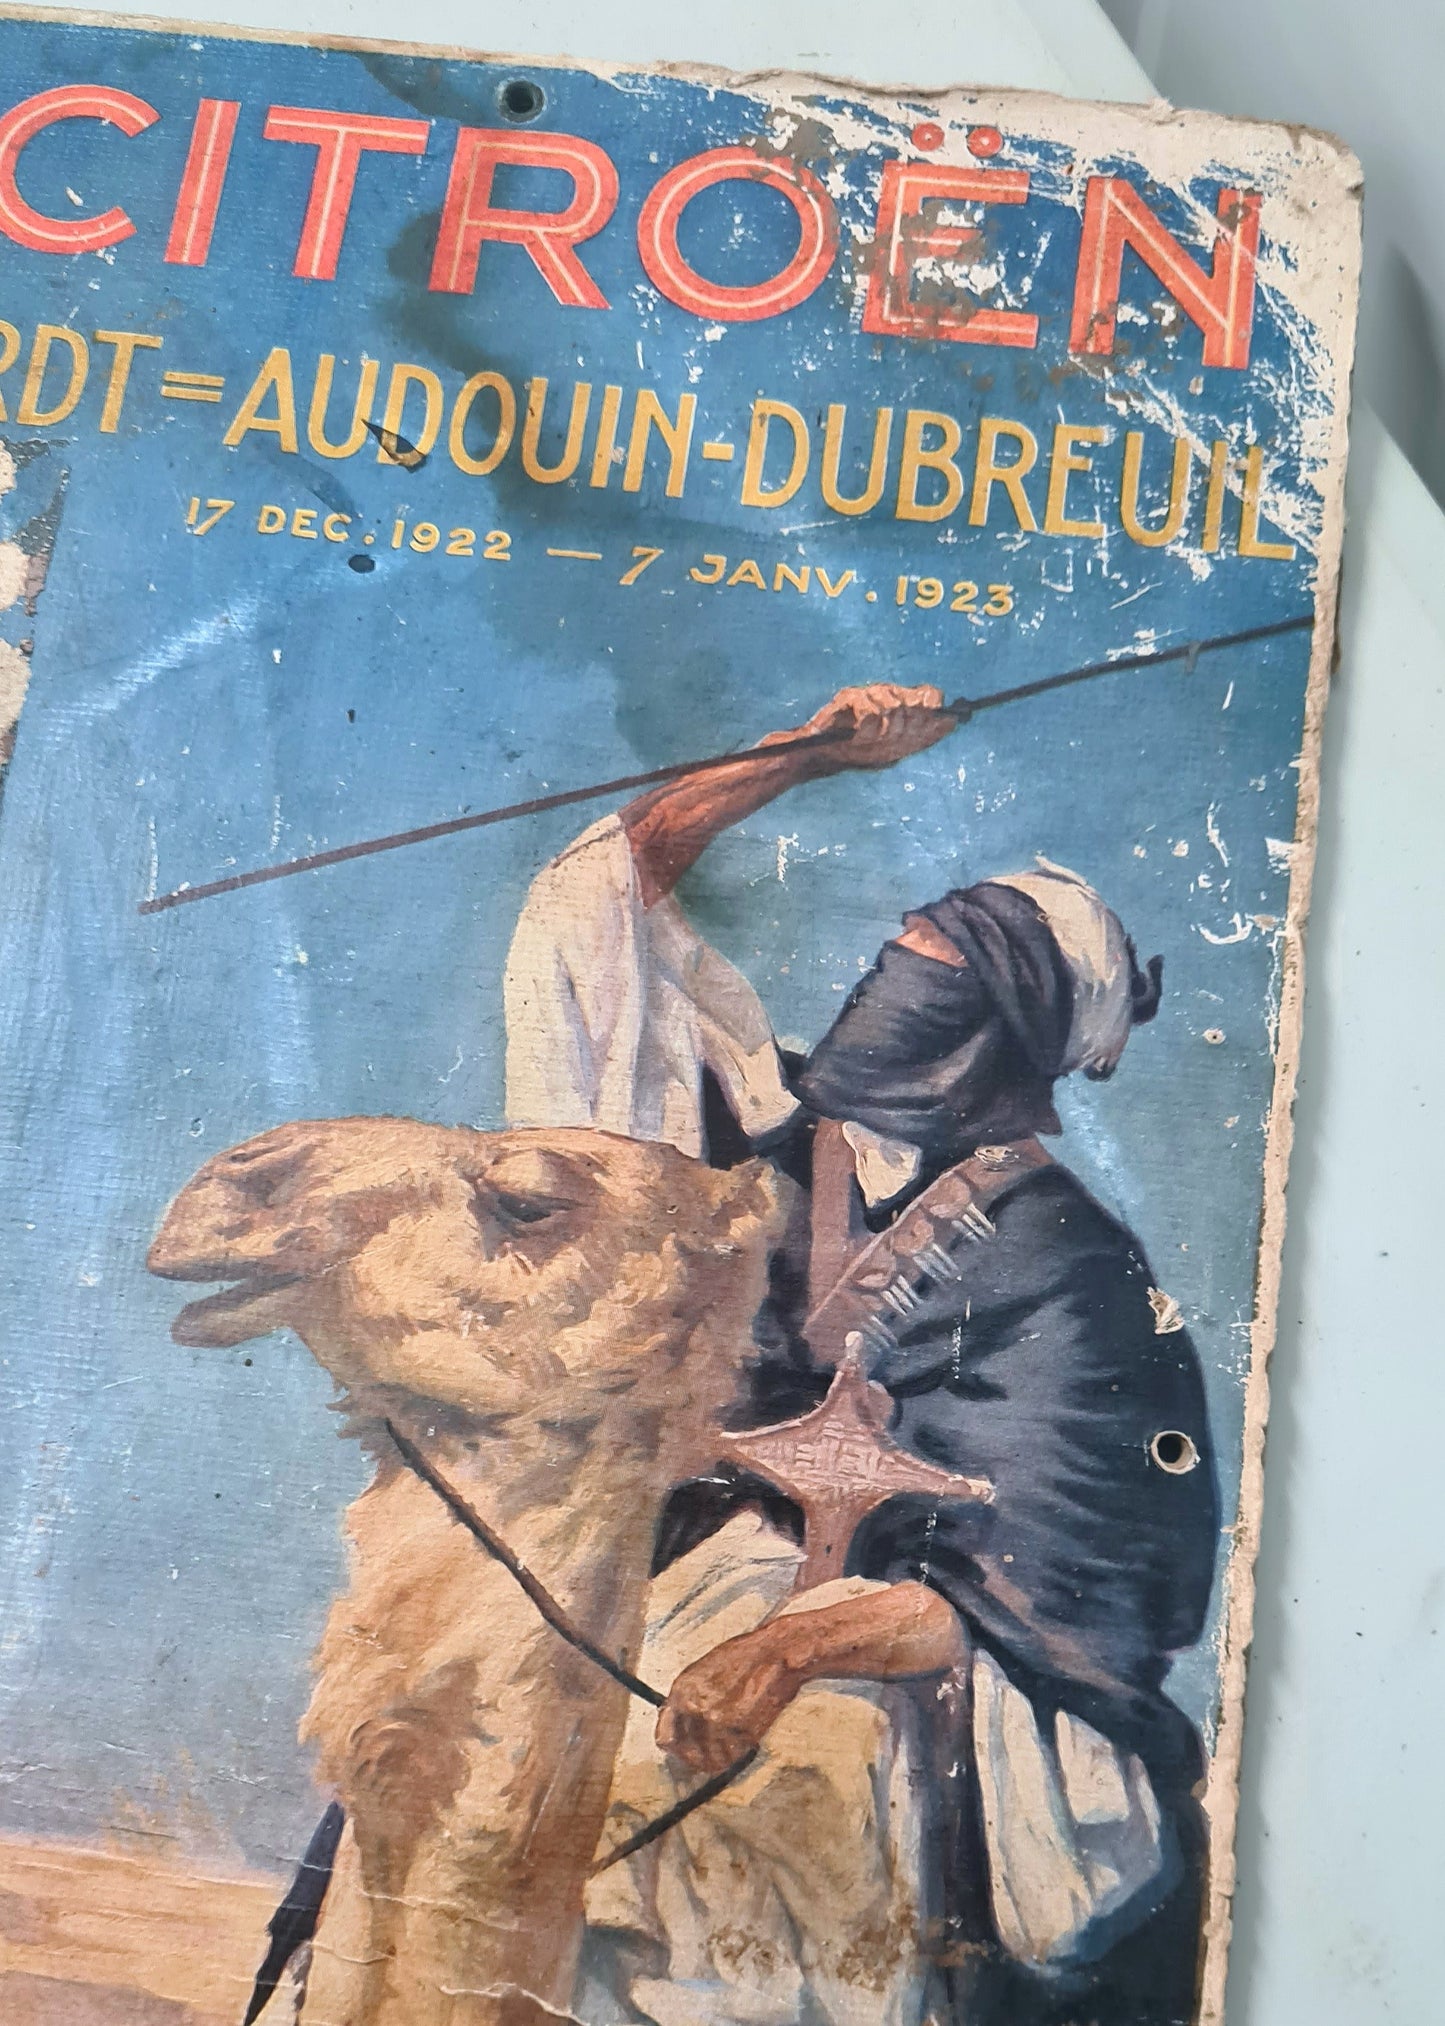 CITROËN
RDT=AUDOUIN-DUBREUIL
17 DEC. 1922 — 7 JANV. 1923